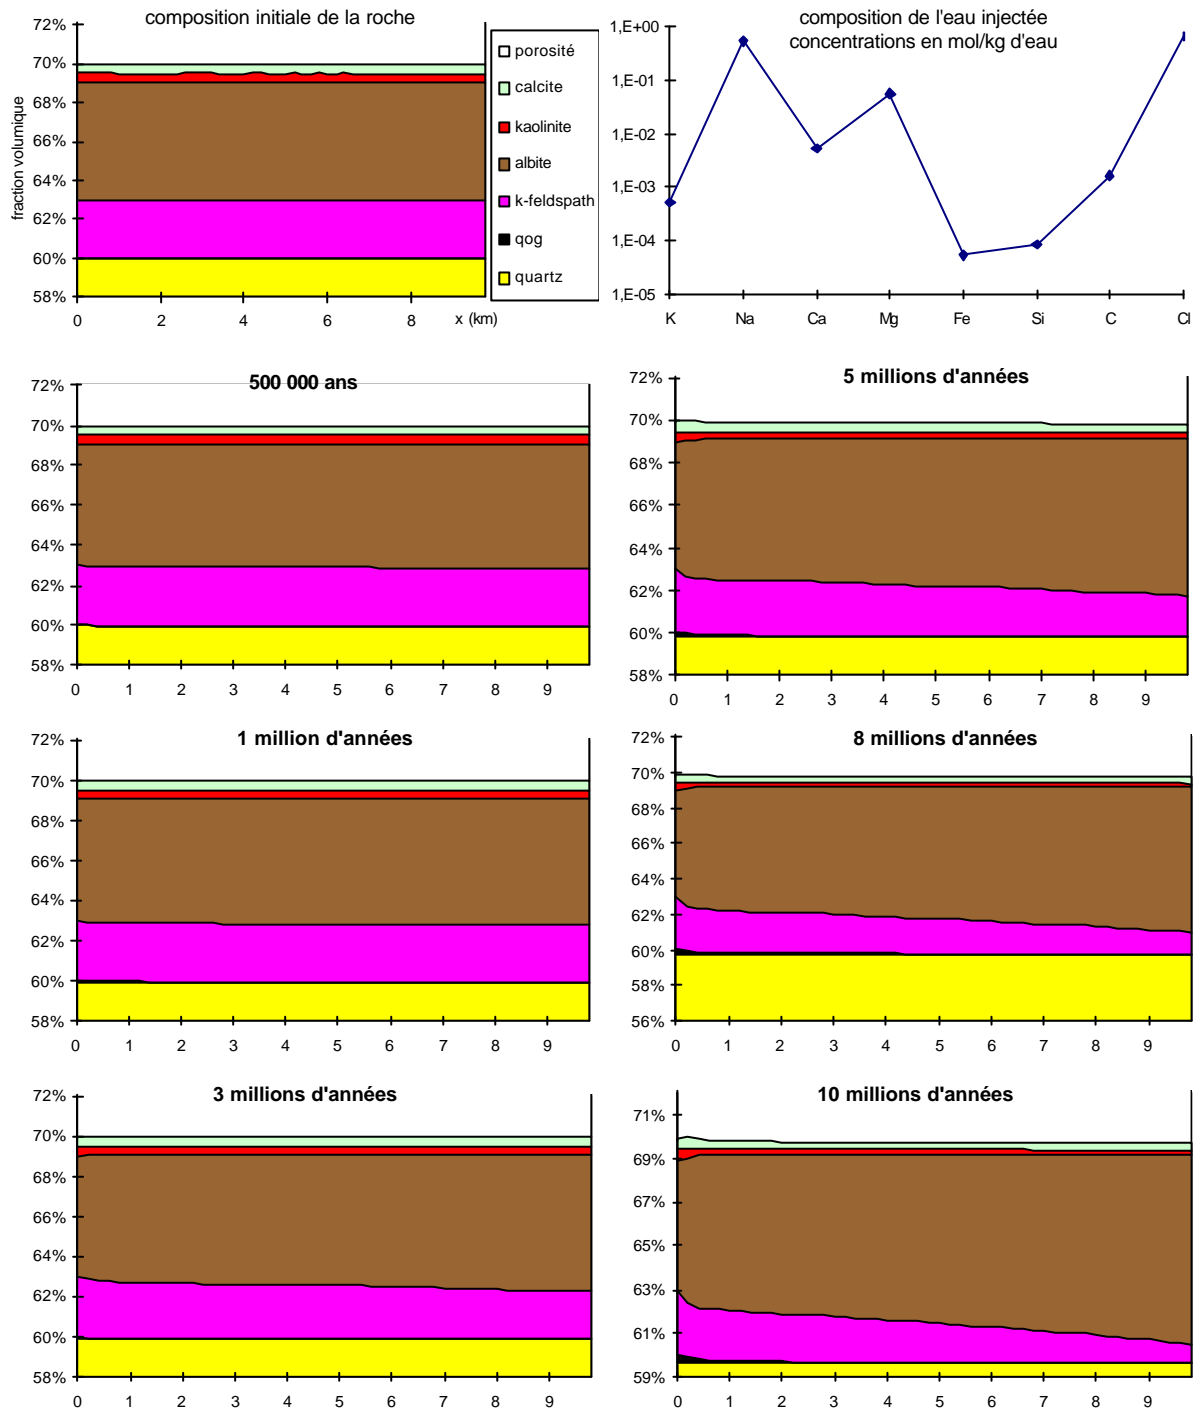 composition initiale de la roche
72%
70%
68%
66%
64%
62%
60%
58%
fraction volumique
0 2 4 6 8 x (km)
porosité
calcite
kaolinite
albite
k-feldspath
qog
quartz
composition de l'eau injectée
concentrations en mol/kg d'eau
1,E+00
1,E-01
1,E-02
1,E-03
1,E-04
1,E-05
K Na Ca Mg Fe Si C Cl
500 000 ans
72%
70%
68%
66%
64%
62%
60%
58%
0 1 2 3 4 5 6 7 8 9
5 millions d'années
72%
70%
68%
66%
64%
62%
60%
58%
0 1 2 3 4 5 6 7 8 9
1 million d'années
72%
70%
68%
66%
64%
62%
60%
58%
0 1 2 3 4 5 6 7 8 9
8 millions d'années
72%
70%
68%
66%
64%
62%
60%
58%
56%
0 1 2 3 4 5 6 7 8 9
3 millions d'années
72%
70%
68%
66%
64%
62%
60%
58%
0 1 2 3 4 5 6 7 8 9
10 millions d'années
71%
69%
67%
65%
63%
61%
59%
0 1 2 3 4 5 6 7 8 9